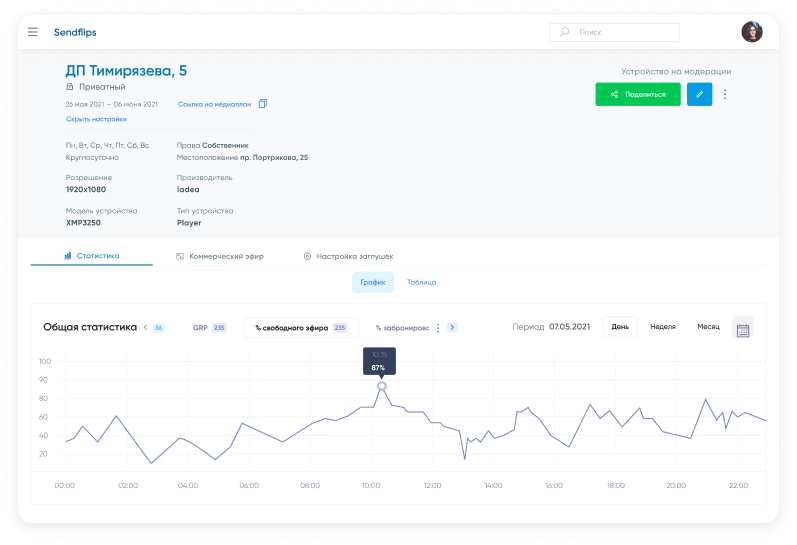 Sendflips
Поиск
ДП Тимирязева, 5
Устройство на модерации
Приватный
Поделиться
26 мая 2021 — 06 июня 2021
Ссылка на медиаплан
Скрыть настройки
Пн, Вт, Ср, Чт, Пт, Сб, Вс
Права Собственник
Круглосуточно
Местоположение пр. Портрикова, 25
Разрешение
Производитель
1920x1080
Iadea
Модель устройства
Тип устройства
XMP3250
Player
Статистика
Коммерческий эфир
Настройка заглушек
График
Таблица
Общая статистика
36
GRP 235
% свободного эфира 235
% забронировс
Период 07.05.2021
День
Неделя
Месяц
10:15
87%
100
90
80
60
40
20
00:00 02:00 04:00 06:00 08:00 10:00 12:00 14:00 16:00 18:00 20:00 22:00